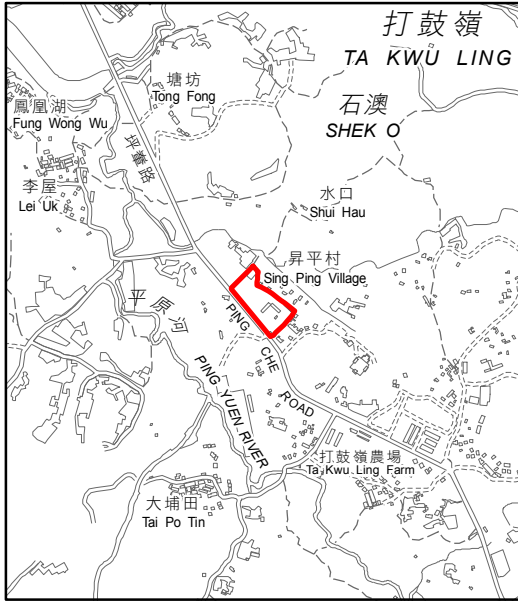 打鼓嶺
TA KWU LING
塘坊
Tong Fong
石澳
SHEK O
鳳凰湖
Fung Wong Wu
坪輋路
李屋
Lei Uk
水口
Shui Hau
昇平村
Sing Ping Village
平原河
PING CHE ROAD
PING YUEN RIVER
打鼓嶺農場
Ta Kwu Ling Farm
大埔田
Tai Po Tin